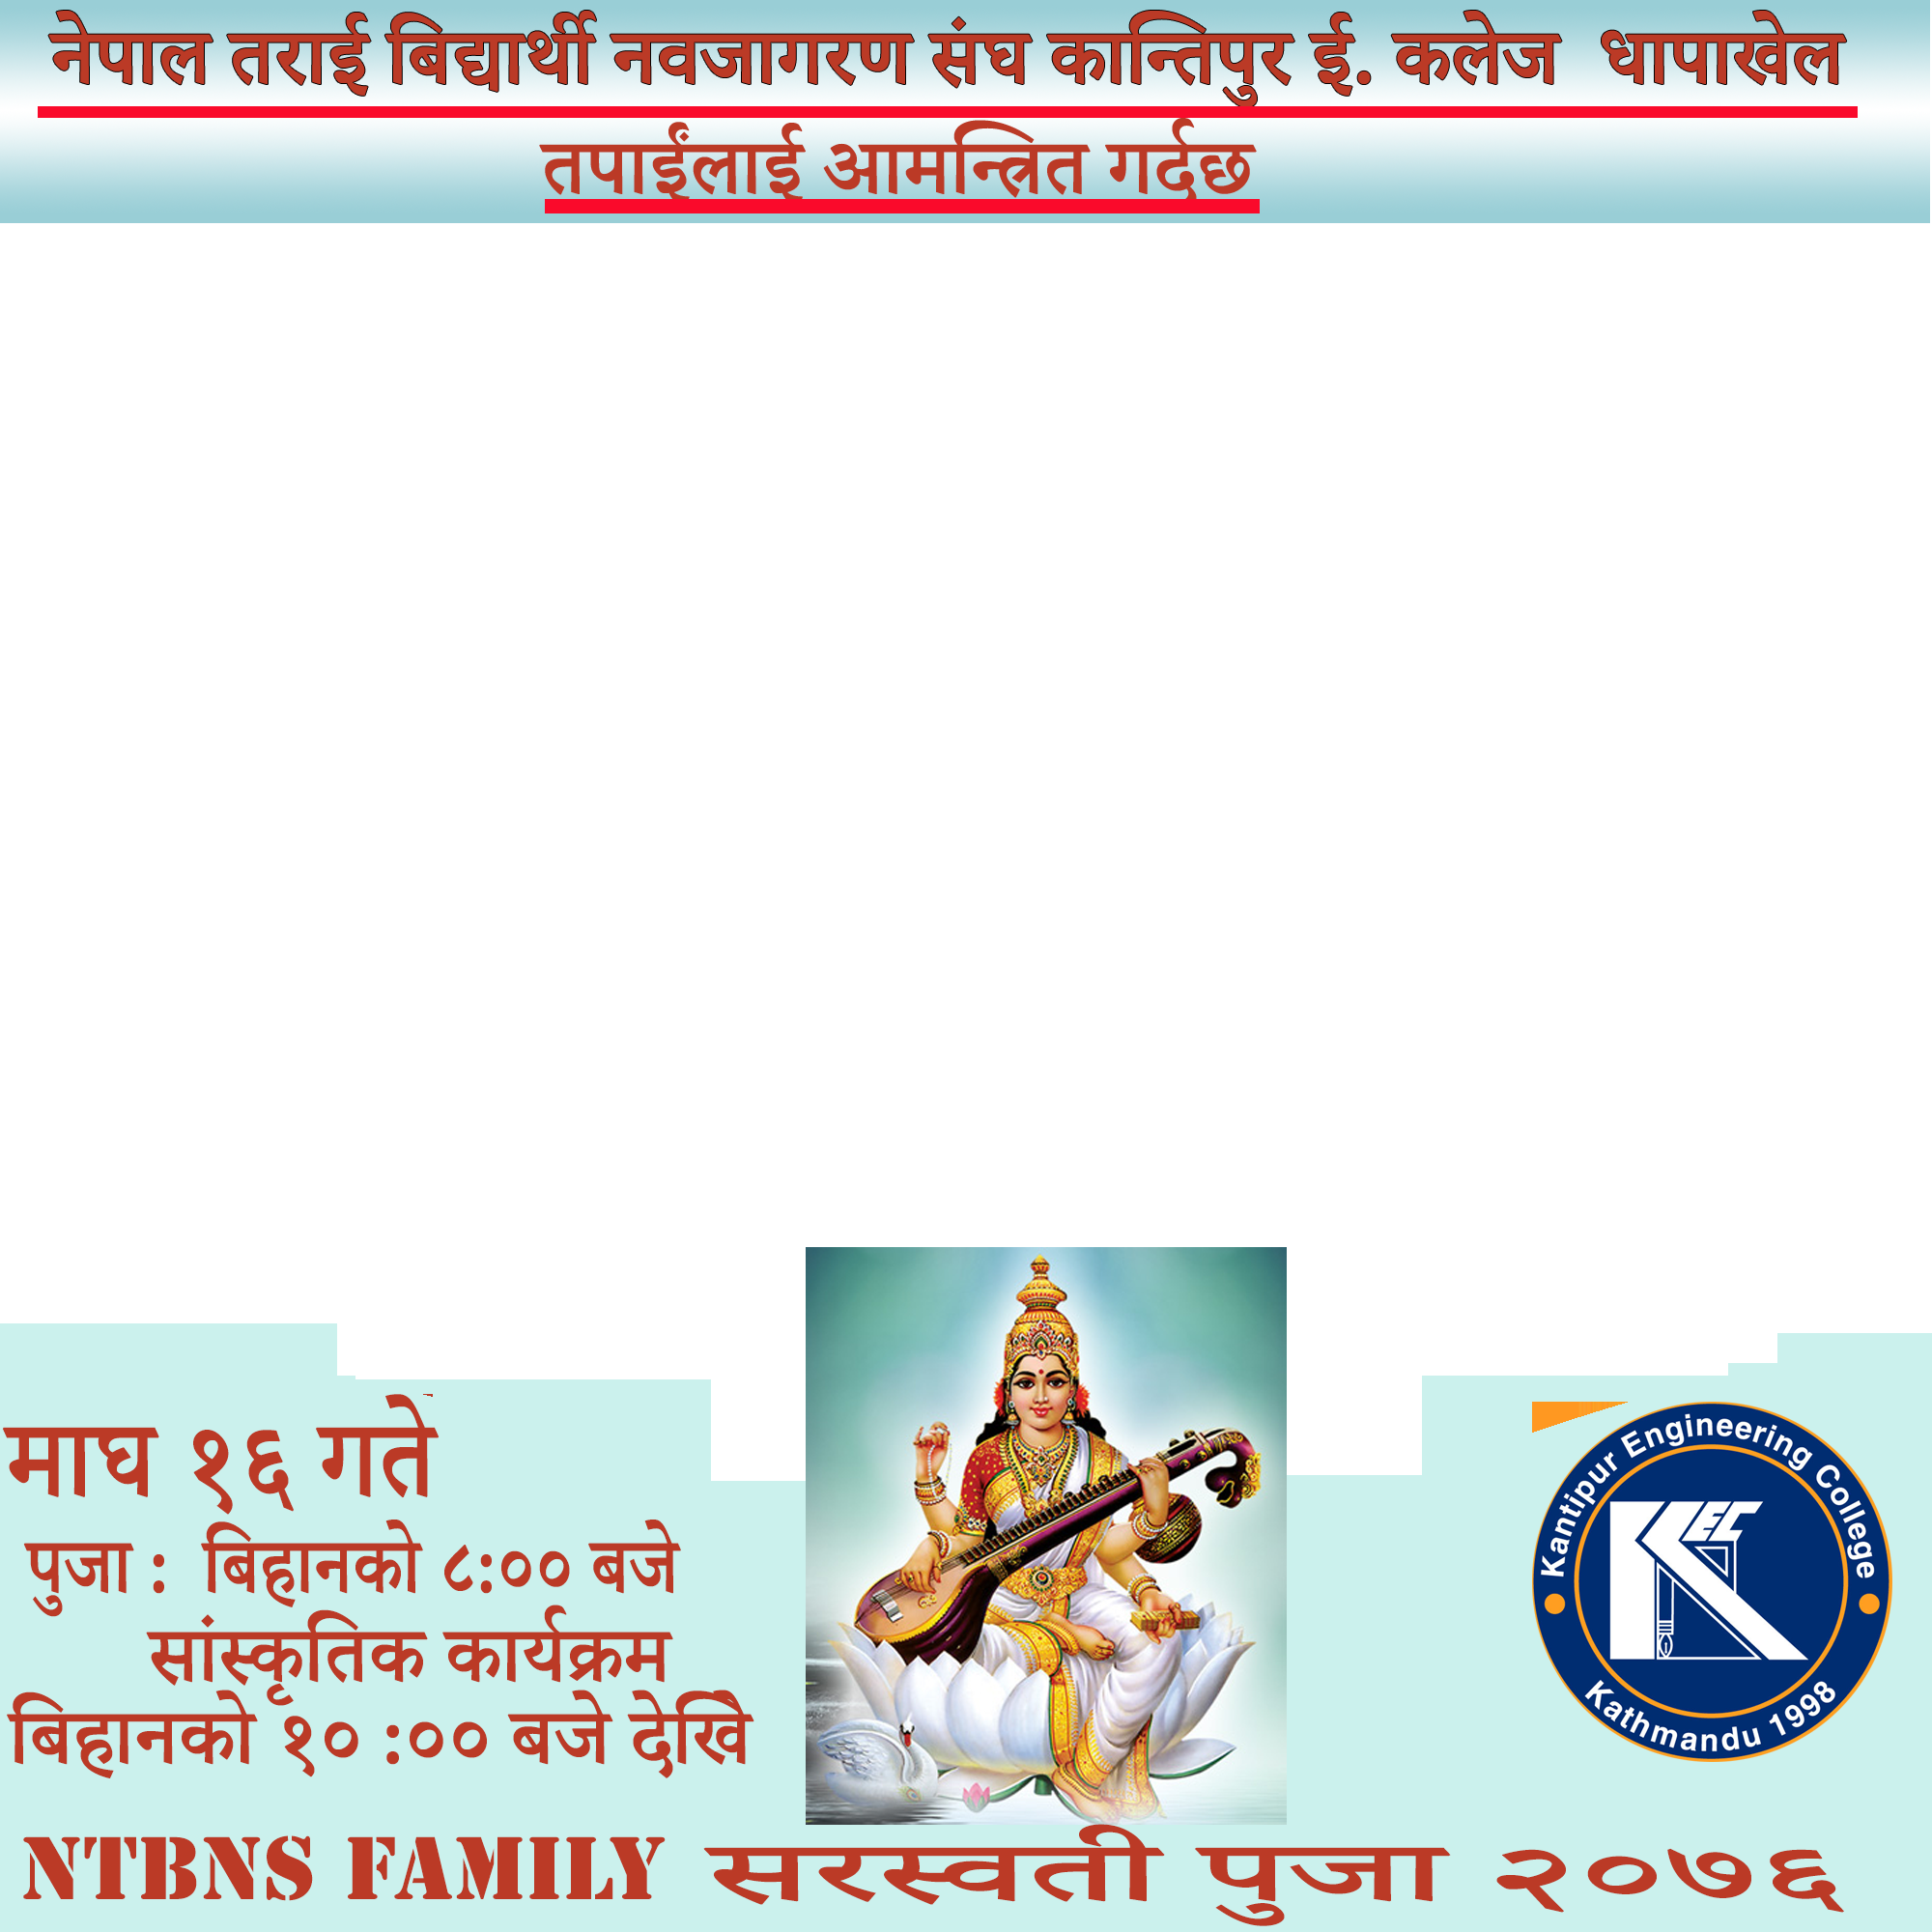 नेपाल तराई बिद्यार्थी नवजागरण संघ कान्तिपुर ई. कलेज धापाखेल
तपाईंलाई आमन्त्रित गर्दछ
माघ १६ गते
पुजा : बिहानको ८:०० बजे
सांस्कृतिक कार्यक्रम
बिहानको १० :०० बजे देखि
Kantipur Engineering College
KEC
Kathmandu 1998
NTBNS FAMILY सरस्वती पुजा २०७६